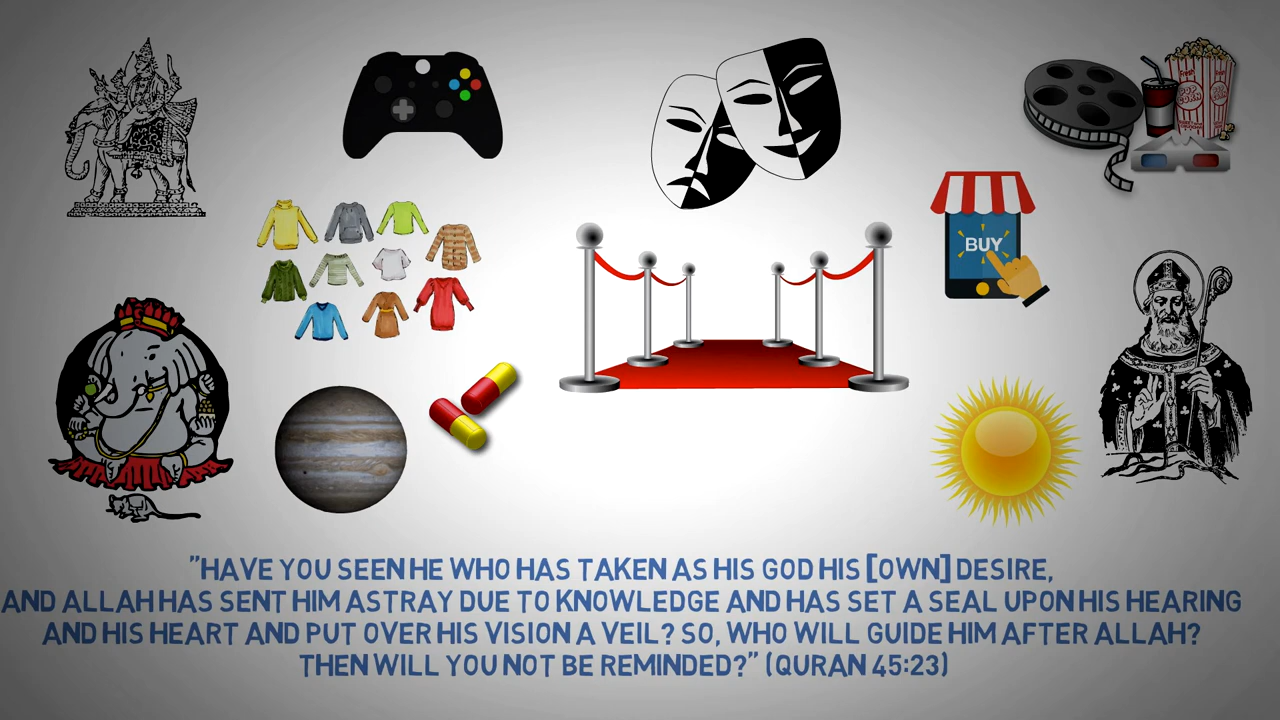 BUY
"HAVE YOU SEEN HE WHO HAS TAKEN AS HIS GOD HIS [OWN] DESIRE,
AND ALLAH HAS SENT HIM ASTRAY DUE TO KNOWLEDGE AND HAS SET A SEAL UPON HIS HEARING
AND HIS HEART AND PUT OVER HIS VISION A VEIL? SO, WHO WILL GUIDE HIM AFTER ALLAH?
THEN WILL YOU NOT BE REMINDED?" (QURAN 45:23)